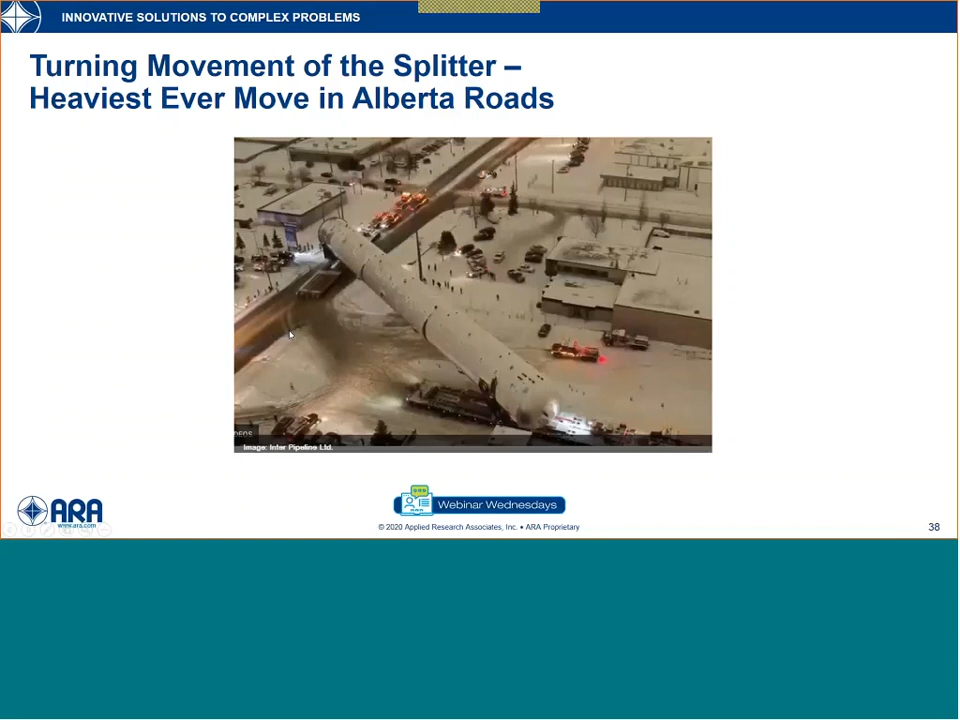 INNOVATIVE SOLUTIONS TO COMPLEX PROBLEMS
Turning Movement of the Splitter –
Heaviest Ever Move in Alberta Roads
Image: Inter Pipeline Ltd.
ARA
www.ara.com
Webinar Wednesdays
© 2020 Applied Research Associates, Inc. • ARA Proprietary
38